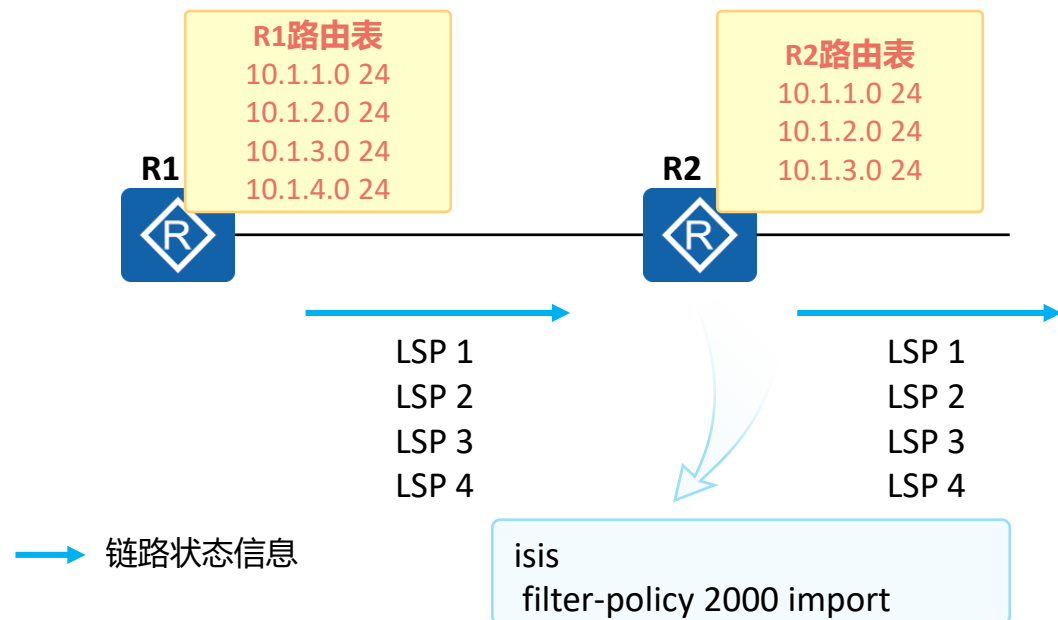 R1路由表
10.1.1.0 24
10.1.2.0 24
10.1.3.0 24
10.1.4.0 24
R2路由表
10.1.1.0 24
10.1.2.0 24
10.1.3.0 24
R1
R2
R
R
LSP 1
LSP 2
LSP 3
LSP 4
LSP 1
LSP 2
LSP 3
LSP 4
链路状态信息
isis
filter-policy 2000 import